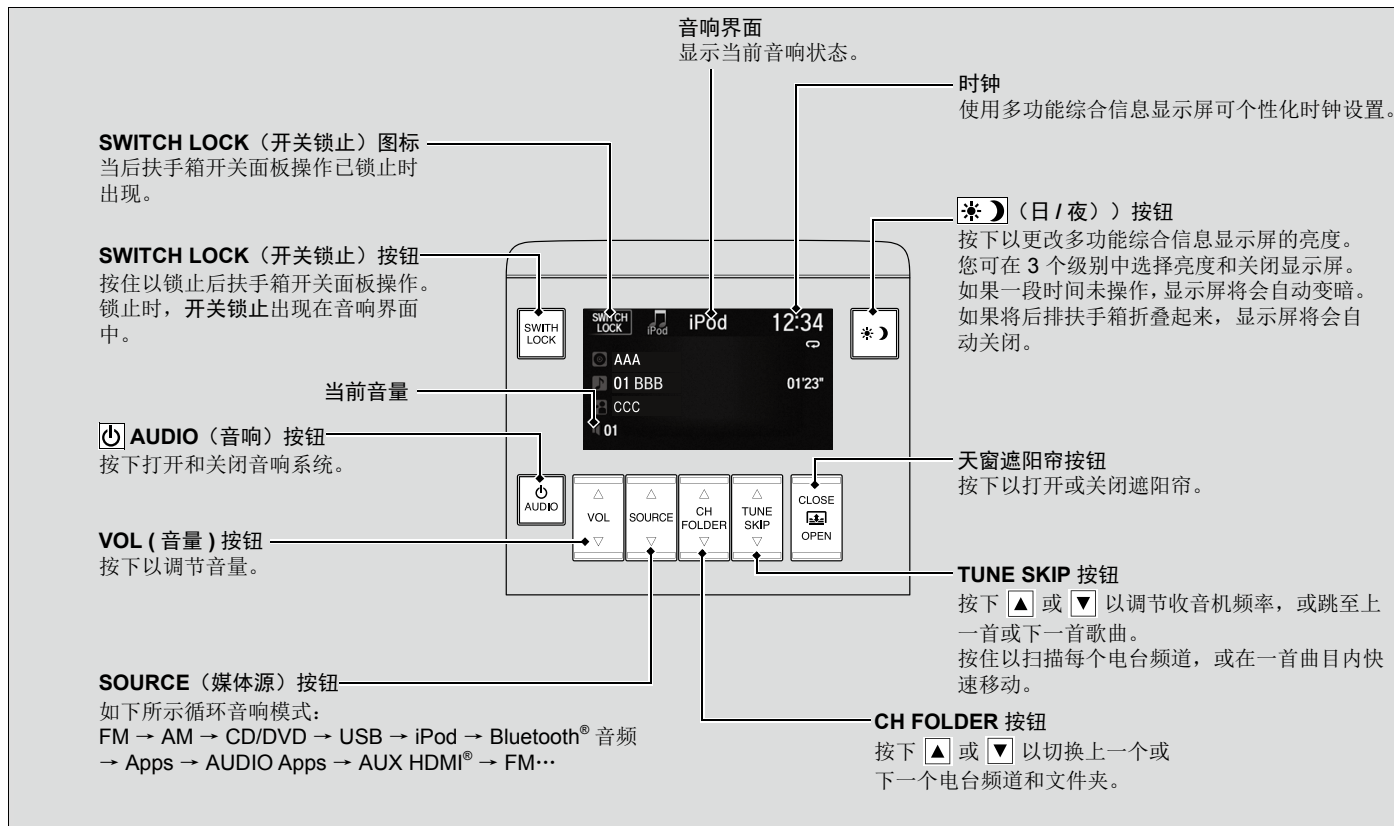 音响界面
显示当前音响状态。
时钟
使用多功能综合信息显示屏可个性化时钟设置。
SWITCH LOCK（开关锁止）图标
当后扶手箱开关面板操作已锁止时
出现。
（日 / 夜））按钮
按下以更改多功能综合信息显示屏的亮度。
您可在 3 个级别中选择亮度和关闭显示屏。
如果一段时间未操作，显示屏将会自动变暗。
如果将后排扶手箱折叠起来，显示屏将会自
动关闭。
SWITCH LOCK（开关锁止）按钮
按住以锁止后扶手箱开关面板操作。
锁止时，开关锁止出现在音响界面
中。
SWITH
LOCK
SWITCH
LOCK
iPod
iPod
12:34
AAA
01 BBB
01'23"
CCC
01
当前音量
AUDIO（音响）按钮
按下打开和关闭音响系统。
AUDIO
△
VOL
▽
△
SOURCE
▽
△
CH
FOLDER
▽
△
TUNE
SKIP
▽
CLOSE
OPEN
天窗遮阳帘按钮
按下以打开或关闭遮阳帘。
VOL ( 音量 ) 按钮
按下以调节音量。
TUNE SKIP 按钮
按下 ▲ 或 ▼ 以调节收音机频率，或跳至上
一首或下一首歌曲。
按住以扫描每个电台频道，或在一首曲目内快
速移动。
SOURCE（媒体源）按钮
如下所示循环音响模式：
FM → AM → CD/DVD → USB → iPod → Bluetooth® 音频
→ Apps → AUDIO Apps → AUX HDMI® → FM…
CH FOLDER 按钮
按下 ▲ 或 ▼ 以切换上一个或
下一个电台频道和文件夹。